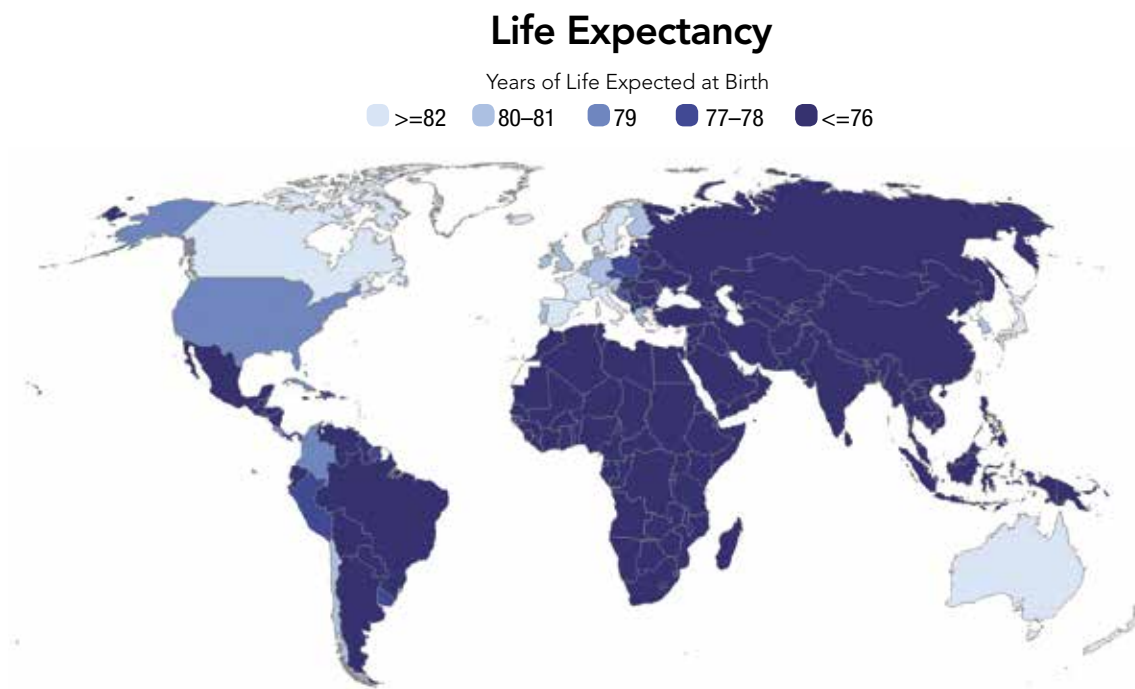 Life Expectancy
Years of Life Expected at Birth
>=82 80–81 79 77–78 <=76